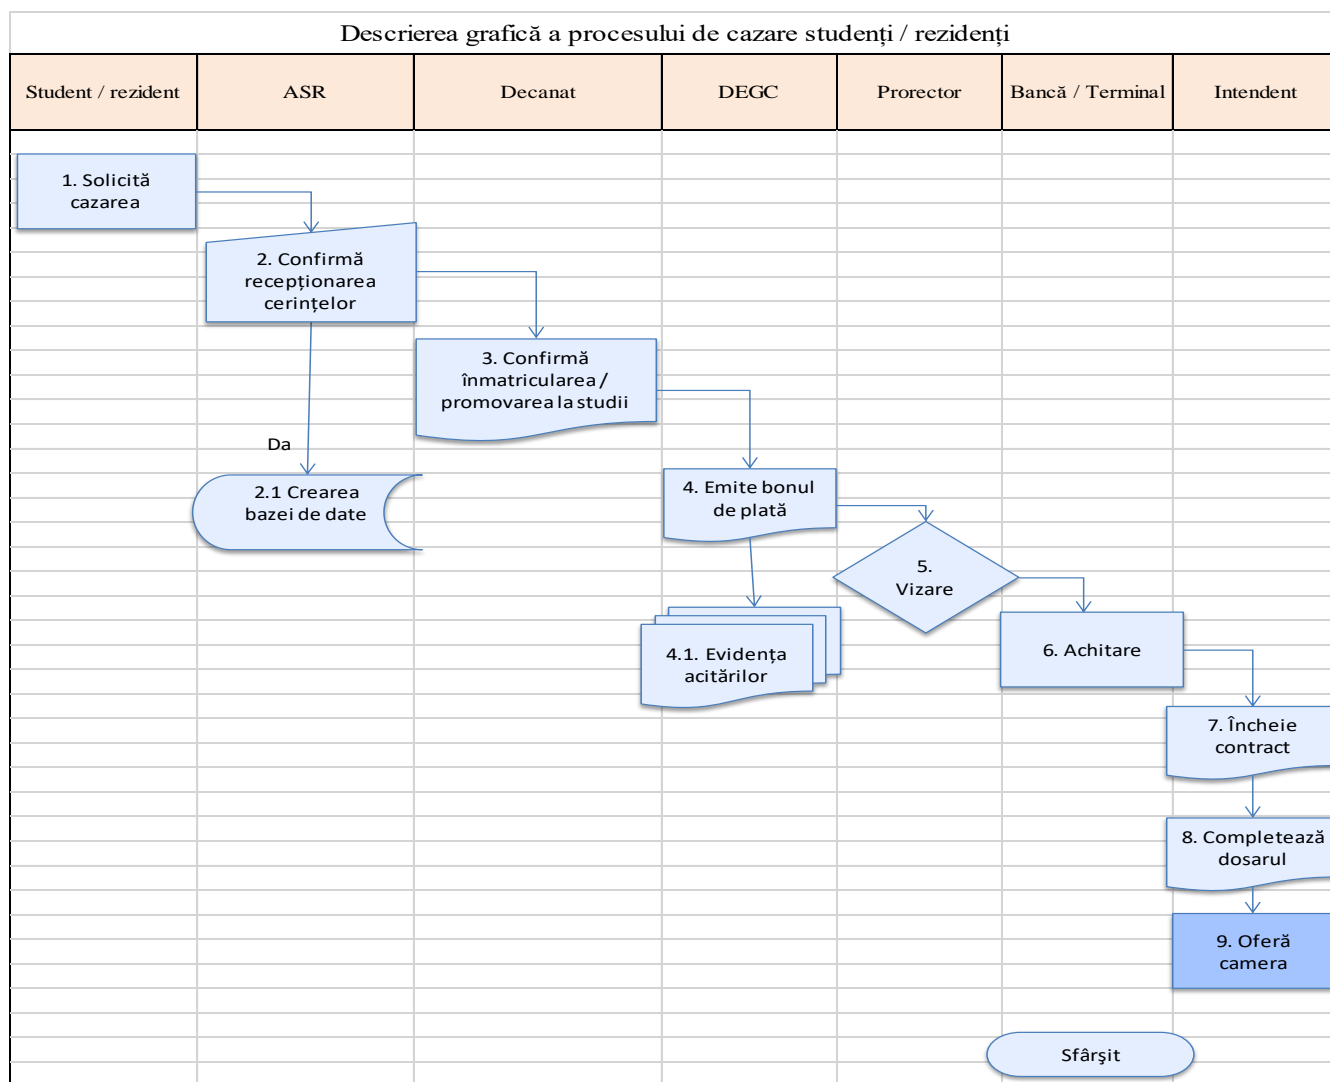 Descrierea grafică a procesului de cazare studenți / rezidenți
Student / rezident
ASR
Decanat
DEGC
Prorector
Bancă / Terminal
Intendent
1. Solicită
cazarea
2. Confirmă
recepționarea
cerințelor
3. Confirmă
înmatricularea /
promovarea la studii
Da
2.1 Crearea
bazei de date
4. Emite bonul
de plată
5.
Vizare
4.1. Evidența
acitărilor
6. Achitare
7. Încheie
contract
8. Completează
dosarul
9. Oferă
camera
Sfârşit